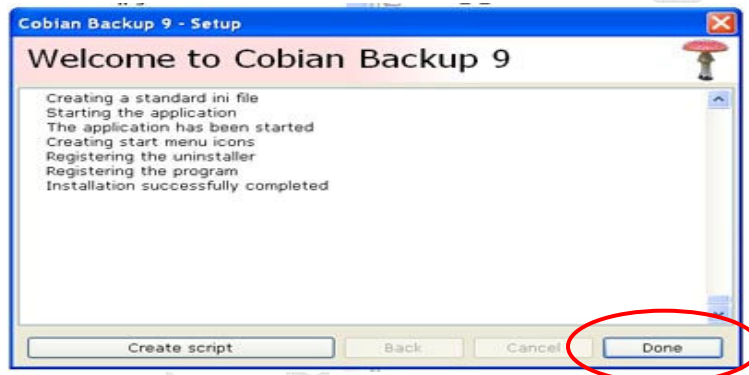 Cobian Backup 9 - Setup
Welcome to Cobian Backup 9
Creating a standard ini file
Starting the application
The application has been started
Creating start menu icons
Registering the uninstaller
Registering the program
Installation successfully completed
Create script Back Cancel Done